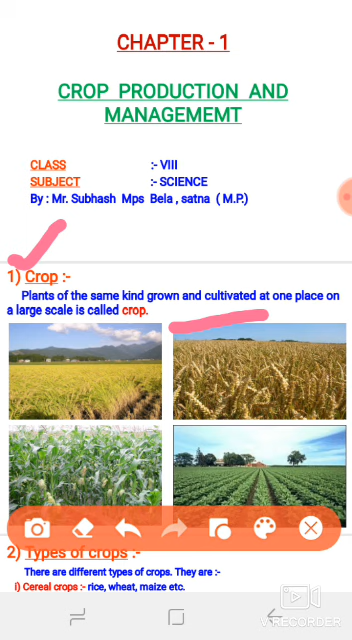 CHAPTER - 1
CROP PRODUCTION AND
MANAGEMEMT
CLASS :- VIII
SUBJECT :- SCIENCE
By : Mr. Subhash Mps Bela , satna ( M.P.)
1) Crop :-
Plants of the same kind grown and cultivated at one place on
a large scale is called crop.
2) Types of crops :-
There are different types of crops. They are :-
i) Cereal crops :- rice, wheat, maize etc.
V RECORDER